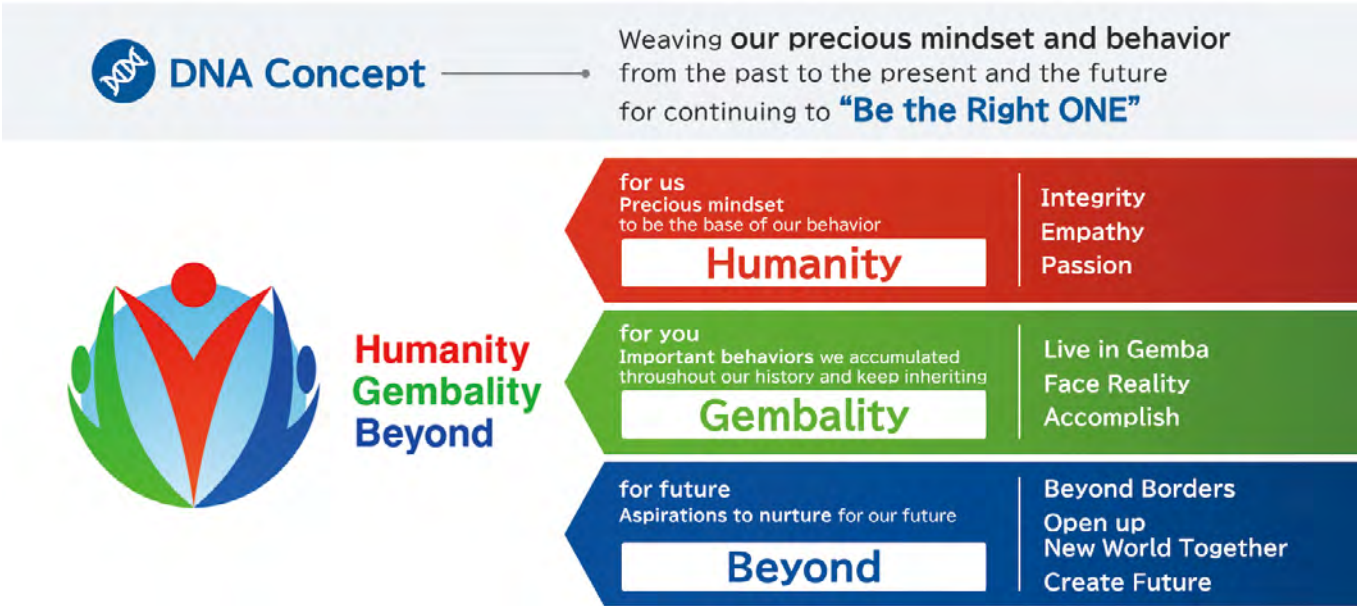 DNA Concept
Weaving our precious mindset and behavior
from the past to the present and the future
for continuing to “Be the Right ONE”
Humanity
Gembality
Beyond
for us
Precious mindset
to be the base of our behavior
Humanity
Integrity
Empathy
Passion
for you
Important behaviors we accumulated
throughout our history and keep inheriting
Gembality
Live in Gemba
Face Reality
Accomplish
for future
Aspirations to nurture for our future
Beyond
Beyond Borders
Open up
New World Together
Create Future